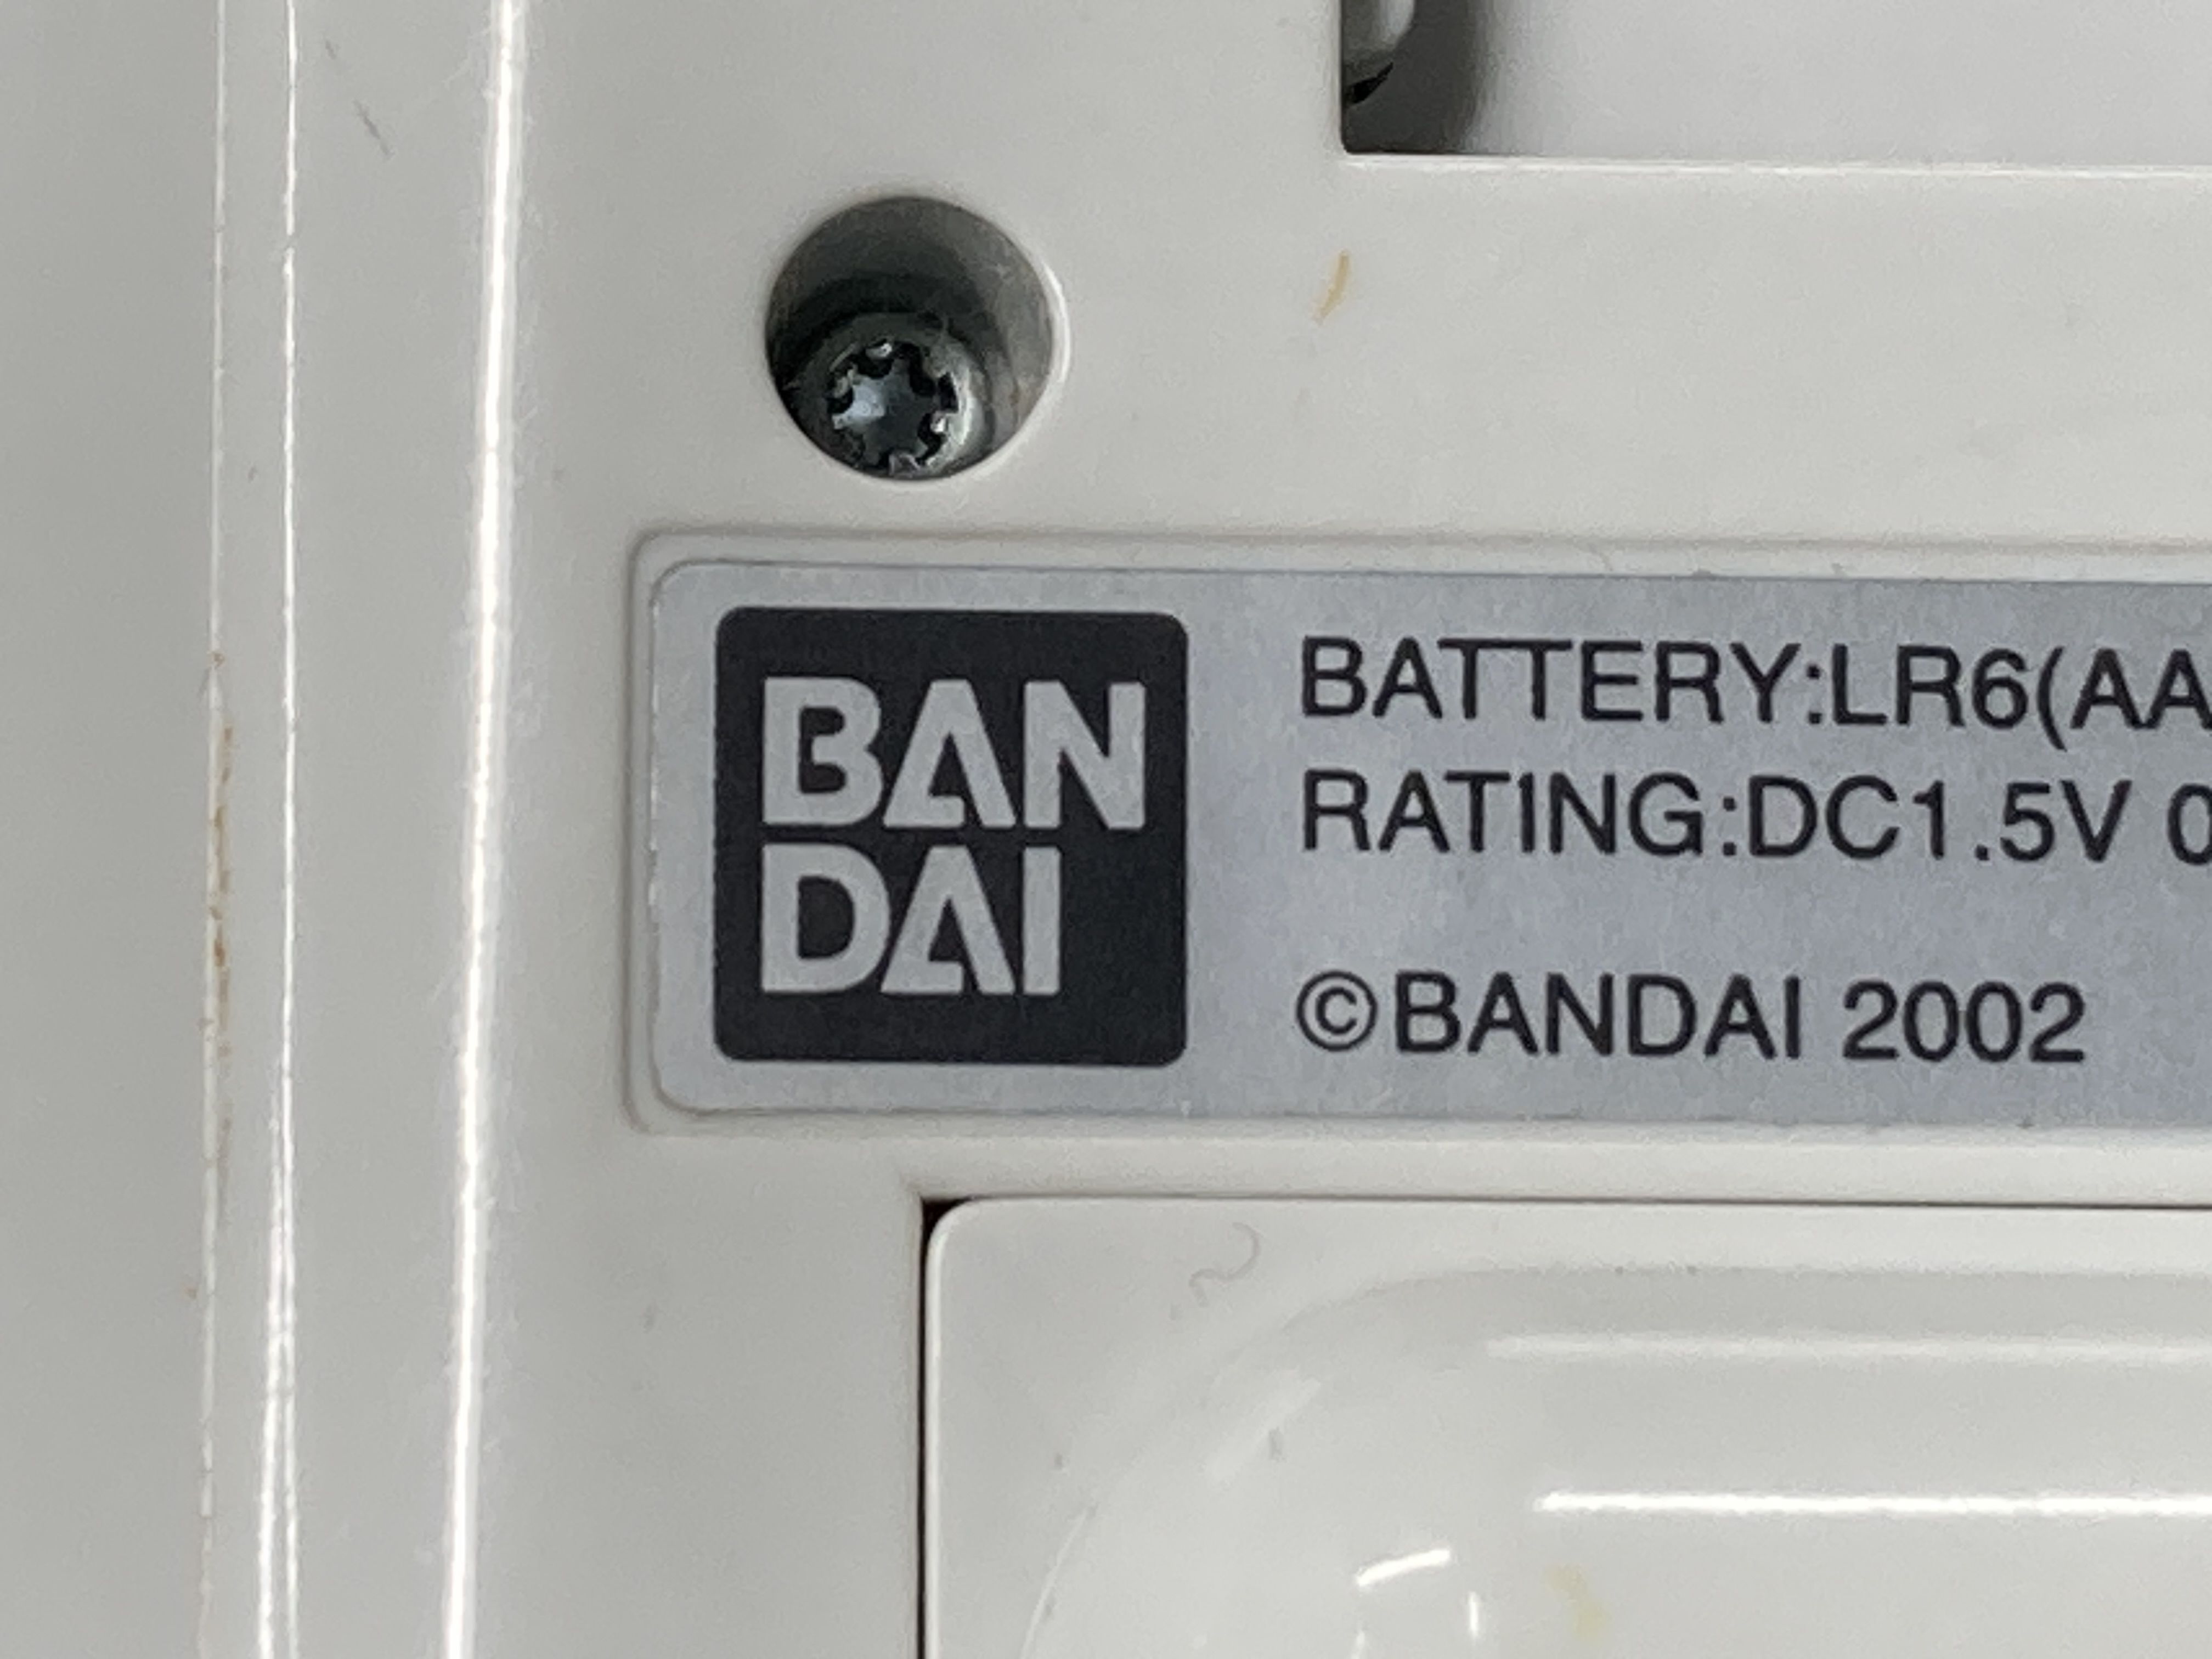 BAN
DAI
BATTERY:LR6(AA
RATING:DC1.5V 0
©BANDAI 2002